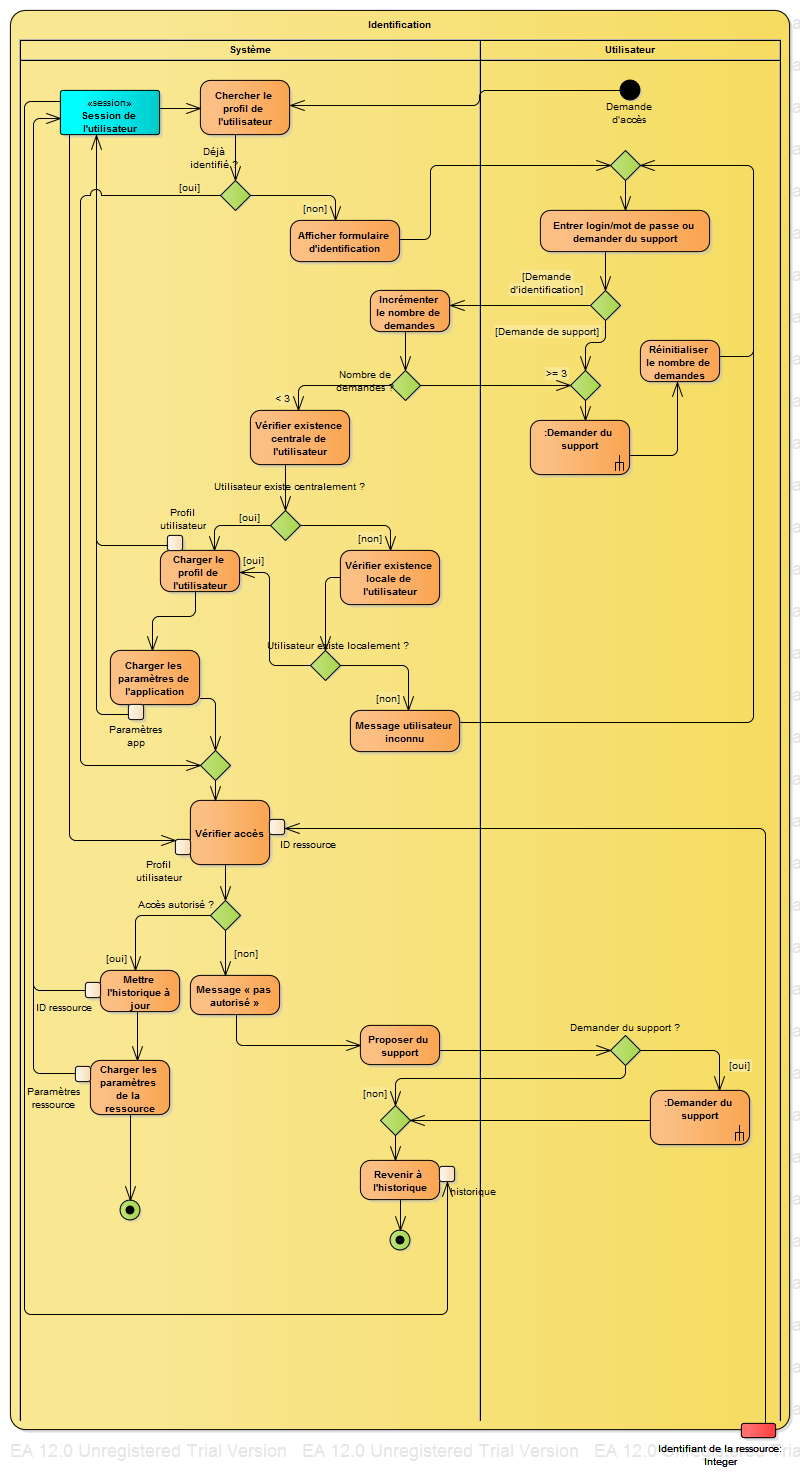 Identification
Système
Utilisateur
«session»
Session de
l'utilisateur
Chercher le
profil de
l'utilisateur
Demande
d'accès
Déjà
identifié ?
[oui]
[non]
Afficher formulaire
d'identification
Entrer login/mot de passe ou
demander du support
[Demande
d'identification]
Incrémenter
le nombre de
demandes
[Demande de support]
Réinitialiser
le nombre de
demandes
Nombre de
demandes ?
>= 3
< 3
Vérifier existence
centrale de
l'utilisateur
:Demander du
support
Utilisateur existe centralement ?
Profil
utilisateur
[oui]
[non]
Charger le
profil de
l'utilisateur
[oui]
Vérifier existence
locale de
l'utilisateur
Utilisateur existe localement ?
Charger les
paramètres de
l'application
[non]
Message utilisateur
inconnu
Paramètres
app
Vérifier accès
ID ressource
Profil
utilisateur
Accès autorisé ?
[oui]
[non]
Mettre
l'historique à
jour
Message « pas
autorisé »
ID ressource
Proposer du
support
Demander du support ?
[oui]
Charger les
paramètres
de la
ressource
Paramètres
ressource
[non]
:Demander du
support
Revenir à
l'historique
historique
Identifiant de la ressource:
Integer
EA 12.0 Unregistered Trial Version EA 12.0 Unregistered Trial Version